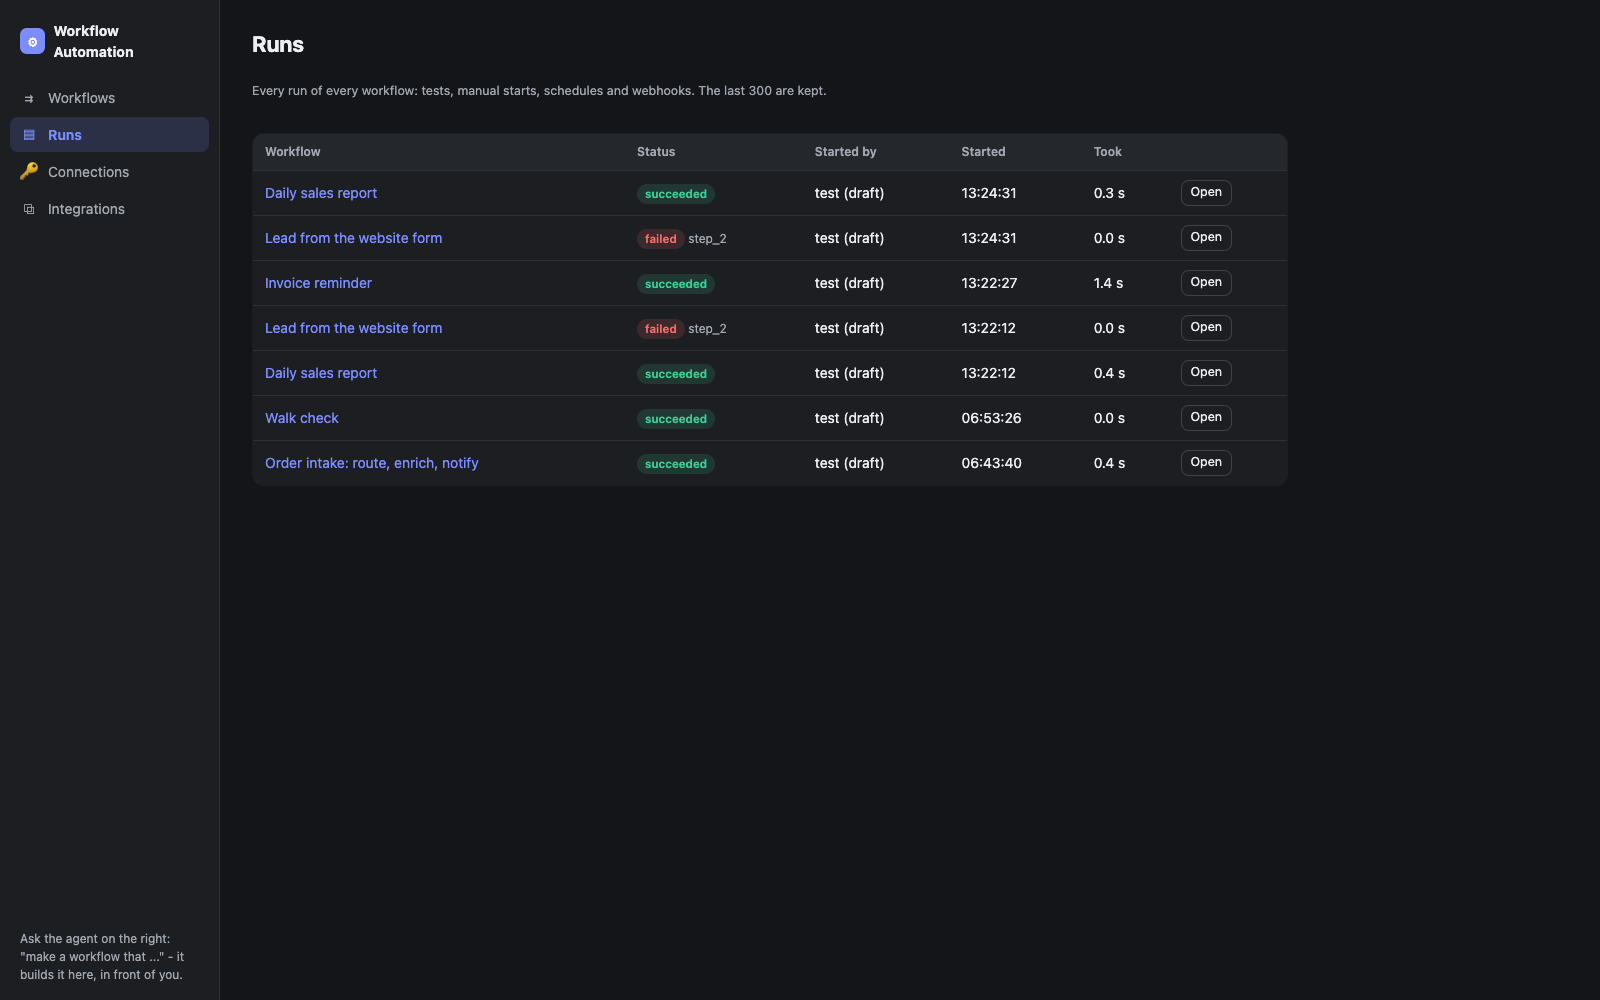 Workflow
Automation
Workflows
Runs
Connections
Integrations
Ask the agent on the right:
"make a workflow that ..." - it
builds it here, in front of you.
Runs
Every run of every workflow: tests, manual starts, schedules and webhooks. The last 300 are kept.
Workflow Status Started by Started Took
Daily sales report succeeded test (draft) 13:24:31 0.3 s Open
Lead from the website form failed step_2 test (draft) 13:24:31 0.0 s Open
Invoice reminder succeeded test (draft) 13:22:27 1.4 s Open
Lead from the website form failed step_2 test (draft) 13:22:12 0.0 s Open
Daily sales report succeeded test (draft) 13:22:12 0.4 s Open
Walk check succeeded test (draft) 06:53:26 0.0 s Open
Order intake: route, enrich, notify succeeded test (draft) 06:43:40 0.4 s Open